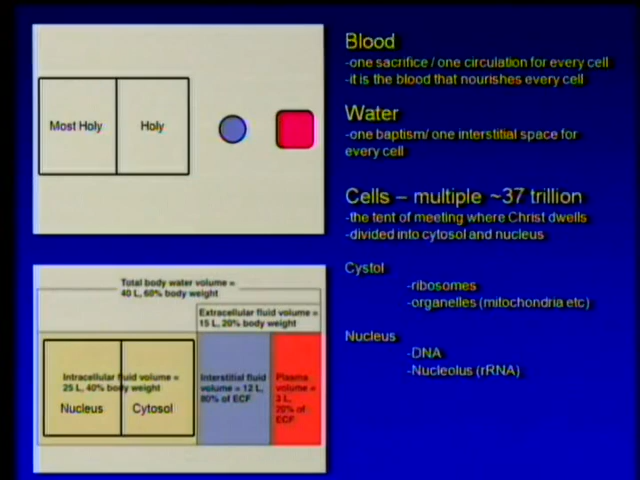 Most Holy
Holy
Total body water volume =
40 L, 60% body weight
Extracellular fluid volume =
15 L, 20% body weight
Intracellular fluid volume =
25 L, 40% body weight
Nucleus
Cytosol
Interstitial fluid
volume = 12 L,
80% of ECF
Plasma
volume =
3 L,
20% of
ECF
Blood
-one sacrifice / one circulation for every cell
-it is the blood that nourishes every cell
Water
-one baptism/ one interstitial space for
every cell
Cells – multiple ~37 trillion
-the tent of meeting where Christ dwells
-divided into cytosol and nucleus
Cystol
-ribosomes
-organelles (mitochondria etc)
Nucleus
-DNA
-Nucleolus (rRNA)